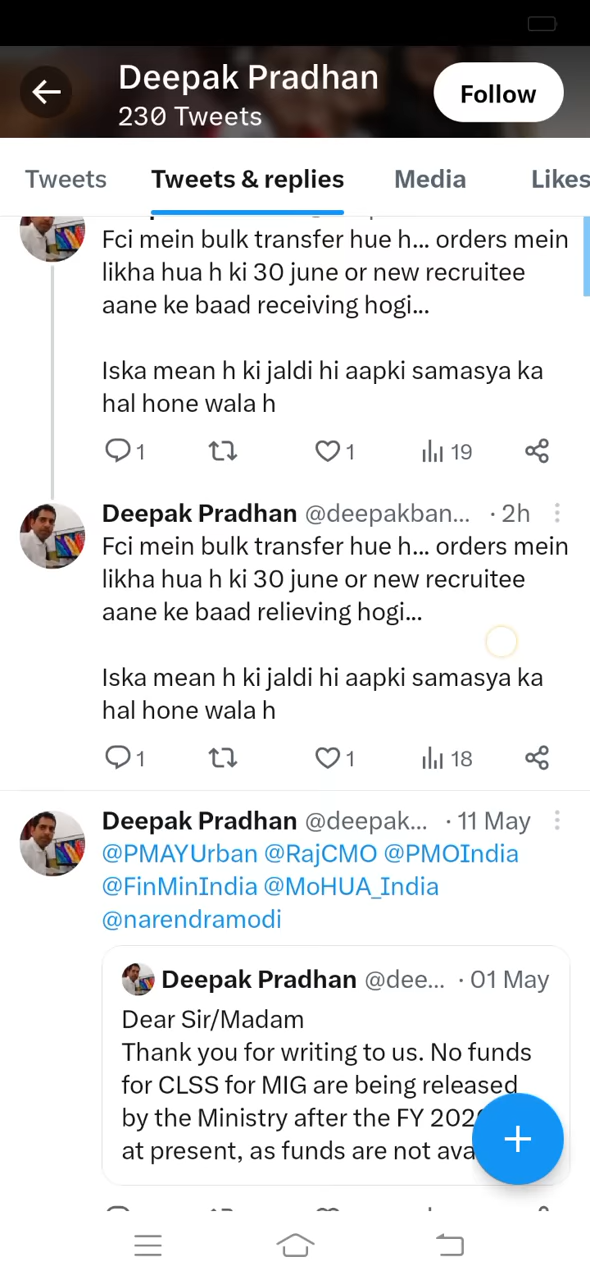 Deepak Pradhan
230 Tweets
Follow
Tweets
Tweets & replies
Media
Likes
Fci mein bulk transfer hue h... orders mein
likha hua h ki 30 june or new recruitee
aane ke baad receiving hogi...
Iska mean h ki jaldi hi aapki samasya ka
hal hone wala h
1
1
19
Deepak Pradhan @deepakban... · 2h
Fci mein bulk transfer hue h... orders mein
likha hua h ki 30 june or new recruitee
aane ke baad relieving hogi...
Iska mean h ki jaldi hi aapki samasya ka
hal hone wala h
1
1
18
Deepak Pradhan @deepak... · 11 May
@PMAYUrban @RajCMO @PMOIndia
@FinMinIndia @MoHUA_India
@narendramodi
Deepak Pradhan @dee... · 01 May
Dear Sir/Madam
Thank you for writing to us. No funds
for CLSS for MIG are being released
by the Ministry after the FY
at present, as funds are not